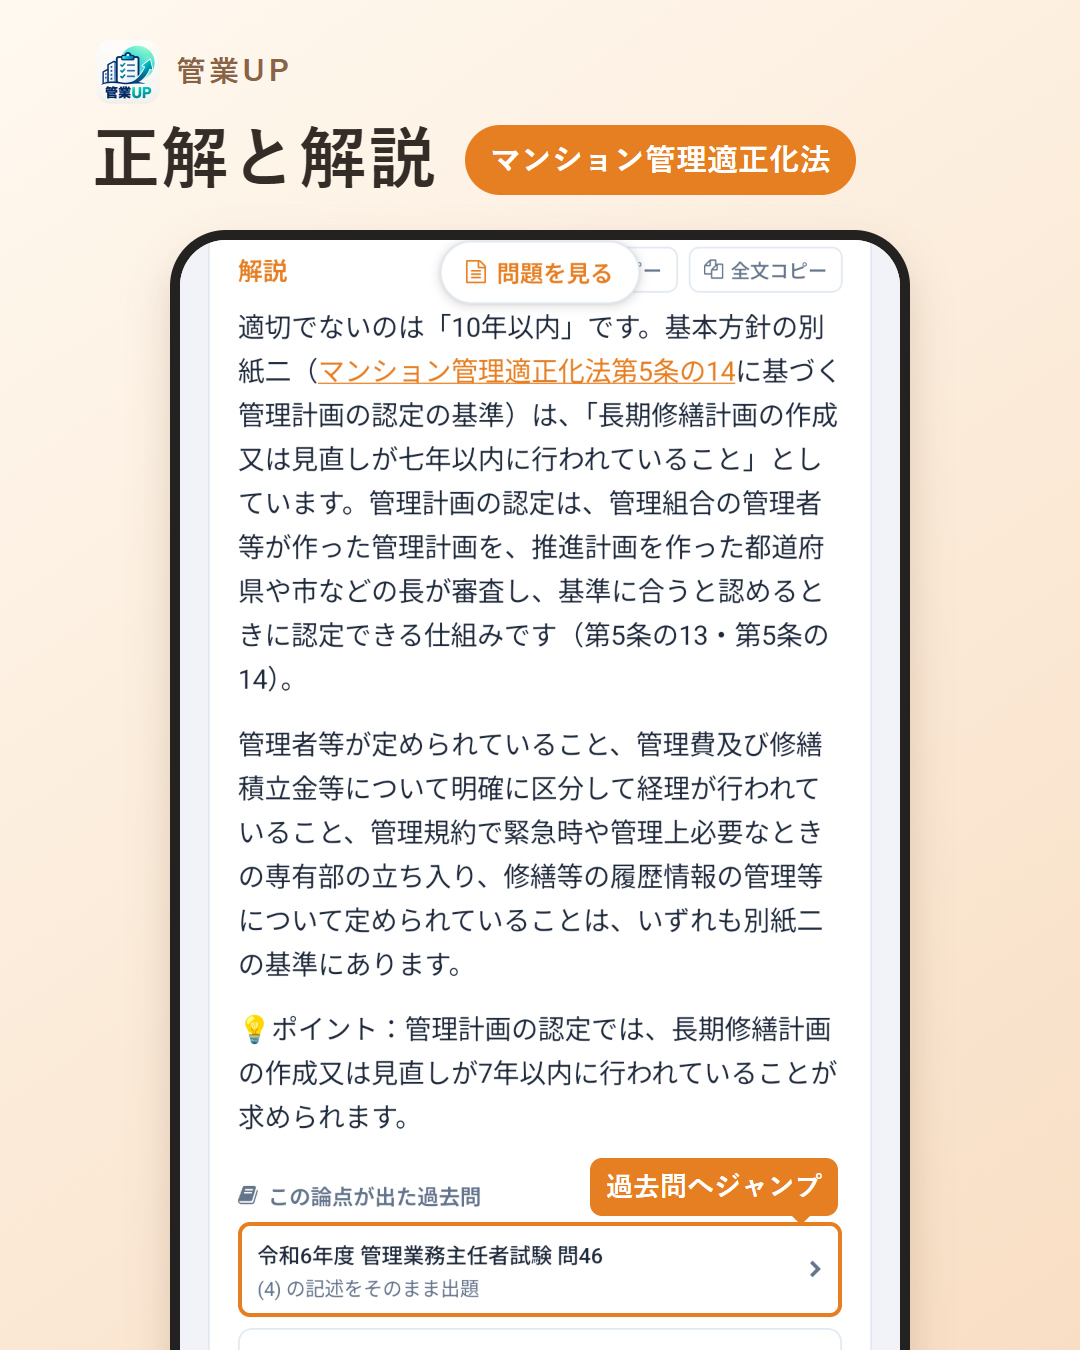 管業UP
管業UP
正解と解説
マンション管理適正化法
解説
問題を見る
ー
全文コピー
適切でないのは「10年以内」です。基本方針の別
紙二（マンション管理適正化法第5条の14に基づく
管理計画の認定の基準）は、「長期修繕計画の作成
又は見直しが七年以内に行われていること」とし
ています。管理計画の認定は、管理組合の管理者
等が作った管理計画を、推進計画を作った都道府
県や市などの長が審査し、基準に合うと認めると
きに認定できる仕組みです（第5条の13・第5条の
14）。
管理者等が定められていること、管理費及び修繕
積立金等について明確に区分して経理が行われて
いること、管理規約で緊急時や管理上必要なとき
の専有部の立ち入り、修繕等の履歴情報の管理等
について定められていることは、いずれも別紙二
の基準にあります。
💡ポイント：管理計画の認定では、長期修繕計画
の作成又は見直しが7年以内に行われていることが
求められます。
過去問へジャンプ
この論点が出た過去問
令和6年度 管理業務主任者試験 問46
(4) の記述をそのまま出題